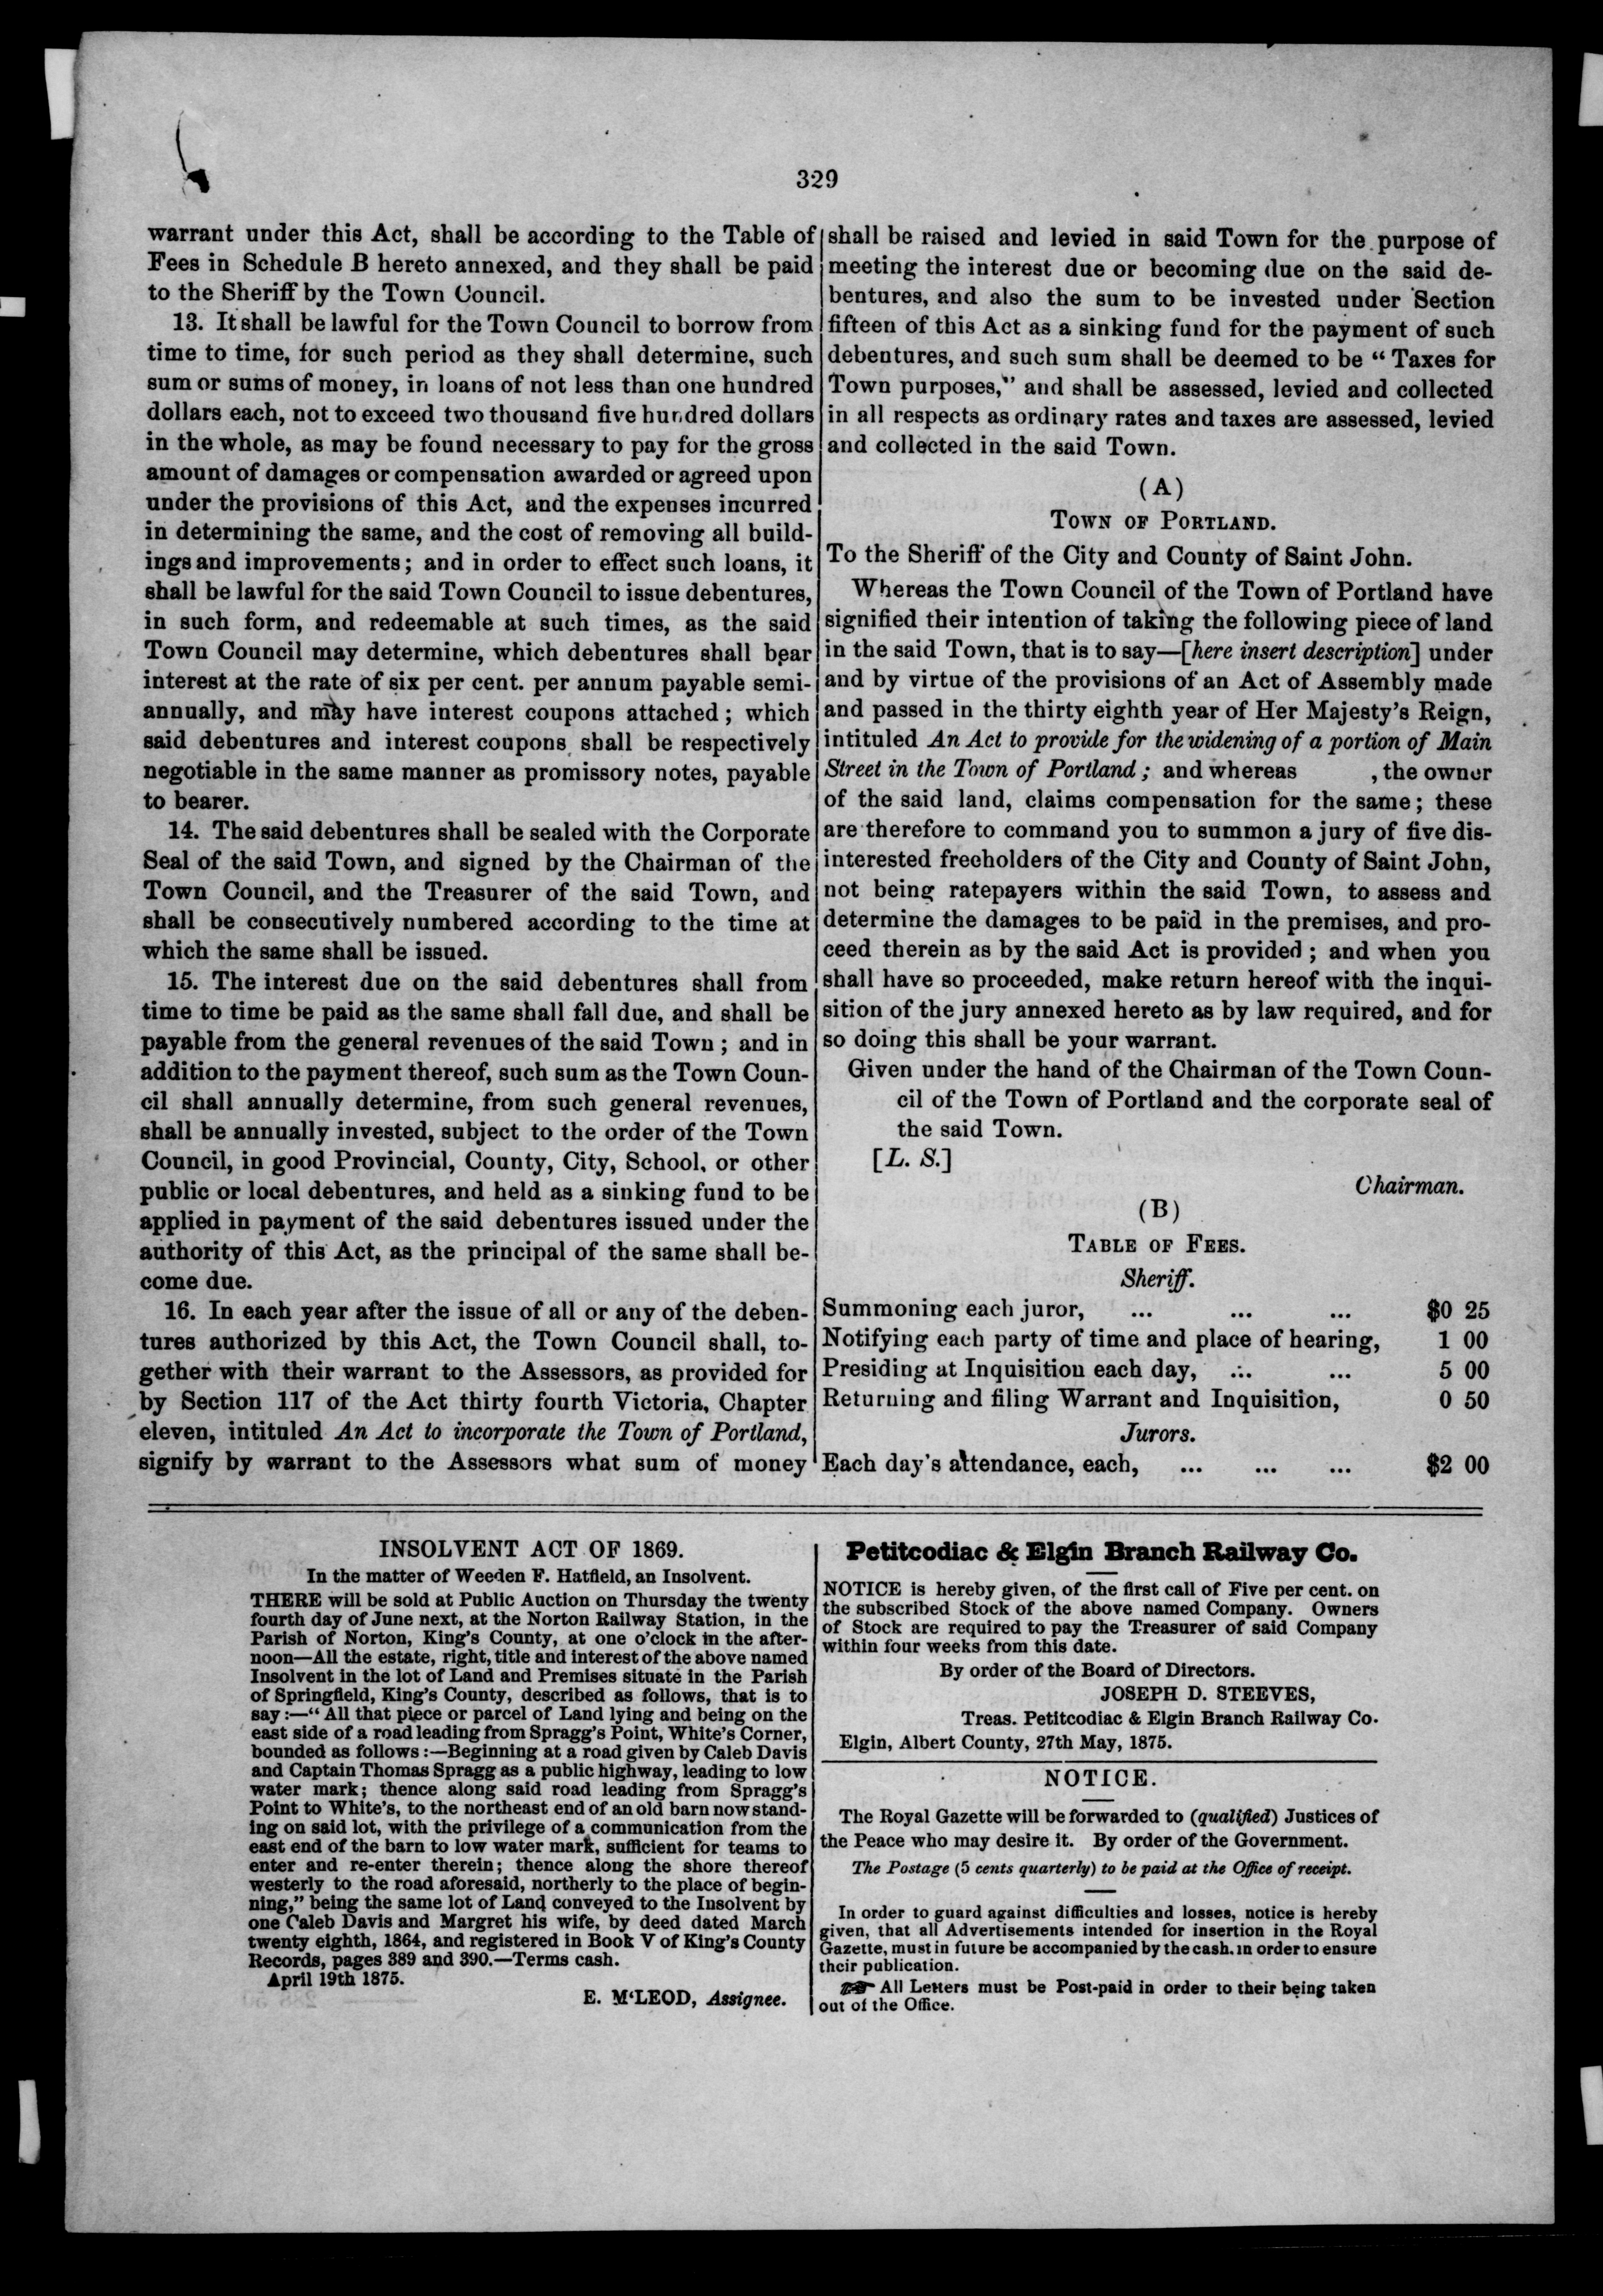 329
warrant under this Act, shall be according to the Table of
Fees in Schedule B hereto annexed, and they shall be paid
to the Sheriff by the Town Council.
13. It shall be lawful for the Town Council to borrow from
time to time, for such period as they shall determine, such
sum or sums of money, in loans of not less than one hundred
dollars each, not to exceed two thousand five hundred dollars
in the whole, as may be found necessary to pay for the gross
amount of damages or compensation awarded or agreed upon
under the provisions of this Act, and the expenses incurred
in determining the same, and the cost of removing all build-
ings and improvements; and in order to effect such loans, it
shall be lawful for the said Town Council to issue debentures,
in such form, and redeemable at such times, as the said
Town Council may determine, which debentures shall bear
interest at the rate of six per cent. per annum payable semi-
annually, and may have interest coupons attached; which
said debentures and interest coupons shall be respectively
negotiable in the same manner as promissory notes, payable
to bearer.
14. The said debentures shall be sealed with the Corporate
Seal of the said Town, and signed by the Chairman of the
Town Council, and the Treasurer of the said Town, and
shall be consecutively numbered according to the time at
which the same shall be issued.
15. The interest due on the said debentures shall from
time to time be paid as the same shall fall due, and shall be
payable from the general revenues of the said Town; and in
addition to the payment thereof, such sum as the Town Coun-
cil shall annually determine, from such general revenues,
shall be annually invested, subject to the order of the Town
Council, in good Provincial, County, City, School, or other
public or local debentures, and held as a sinking fund to be
applied in payment of the said debentures issued under the
authority of this Act, as the principal of the same shall be-
come due.
16. In each year after the issue of all or any of the deben-
tures authorized by this Act, the Town Council shall, to-
gether with their warrant to the Assessors, as provided for
by Section 117 of the Act thirty fourth Victoria, Chapter
eleven, intituled An Act to incorporate the Town of Portland,
signify by warrant to the Assessors what sum of money
shall be raised and levied in said Town for the purpose of
meeting the interest due or becoming due on the said de-
bentures, and also the sum to be invested under Section
fifteen of this Act as a sinking fund for the payment of such
debentures, and such sum shall be deemed to be "Taxes for
Town purposes," and shall be assessed, levied and collected
in all respects as ordinary rates and taxes are assessed, levied
and collected in the said Town.
(A)
TOWN OF PORTLAND.
To the Sheriff of the City and County of Saint John.
Whereas the Town Council of the Town of Portland have
signified their intention of taking the following piece of land
in the said Town, that is to say—[here insert description] under
and by virtue of the provisions of an Act of Assembly made
and passed in the thirty eighth year of Her Majesty's Reign,
intituled An Act to provide for the widening of a portion of Main
Street in the Town of Portland; and whereas , the owner
of the said land, claims compensation for the same; these
are therefore to command you to summon a jury of five dis-
interested freeholders of the City and County of Saint John,
not being ratepayers within the said Town, to assess and
determine the damages to be paid in the premises, and pro-
ceed therein as by the said Act is provided; and when you
shall have so proceeded, make return hereof with the inqui-
sition of the jury annexed hereto as by law required, and for
so doing this shall be your warrant.
Given under the hand of the Chairman of the Town Coun-
cil of the Town of Portland and the corporate seal of
the said Town.
[L. S.]
Chairman.
(B)
TABLE OF FEES.
Sheriff.
Summoning each juror, ... ... ... $0 25
Notifying each party of time and place of hearing, 1 00
Presiding at Inquisition each day, ... ... 5 00
Returning and filing Warrant and Inquisition, 0 50
Jurors.
Each day's attendance, each, ... ... ... $2 00
INSOLVENT ACT OF 1869.
In the matter of Weeden F. Hatfield, an Insolvent.
THERE will be sold at Public Auction on Thursday the twenty
fourth day of June next, at the Norton Railway Station, in the
Parish of Norton, King's County, at one o'clock in the after-
noon—All the estate, right, title and interest of the above named
Insolvent in the lot of Land and Premises situate in the Parish
of Springfield, King's County, described as follows, that is to
say:—"All that piece or parcel of Land lying and being on the
east side of a road leading from Spragg's Point, White's Corner,
bounded as follows:—Beginning at a road given by Caleb Davis
and Captain Thomas Spragg as a public highway, leading to low
water mark; thence along said road leading from Spragg's
Point to White's, to the northeast end of an old barn now stand-
ing on said lot, with the privilege of a communication from the
east end of the barn to low water mark, sufficient for teams to
enter and re-enter therein; thence along the shore thereof
westerly to the road aforesaid, northerly to the place of begin-
ning," being the same lot of Land conveyed to the Insolvent by
one Caleb Davis and Margret his wife, by deed dated March
twenty eighth, 1864, and registered in Book V of King's County
Records, pages 389 and 390.—Terms cash.
April 19th 1875.
E. M'LEOD, Assignee.
Petitcodiac & Elgin Branch Railway Co.
NOTICE is hereby given, of the first call of Five per cent. on
the subscribed Stock of the above named Company. Owners
of Stock are required to pay the Treasurer of said Company
within four weeks from this date.
By order of the Board of Directors.
JOSEPH D. STEEVES,
Treas. Petitcodiac & Elgin Branch Railway Co.
Elgin, Albert County, 27th May, 1875.
NOTICE.
The Royal Gazette will be forwarded to (qualified) Justices of
the Peace who may desire it. By order of the Government.
The Postage (5 cents quarterly) to be paid at the Office of receipt.
In order to guard against difficulties and losses, notice is hereby
given, that all Advertisements intended for insertion in the Royal
Gazette, must in future be accompanied by the cash, in order to ensure
their publication.
☞ All Letters must be Post-paid in order to their being taken
out of the Office.